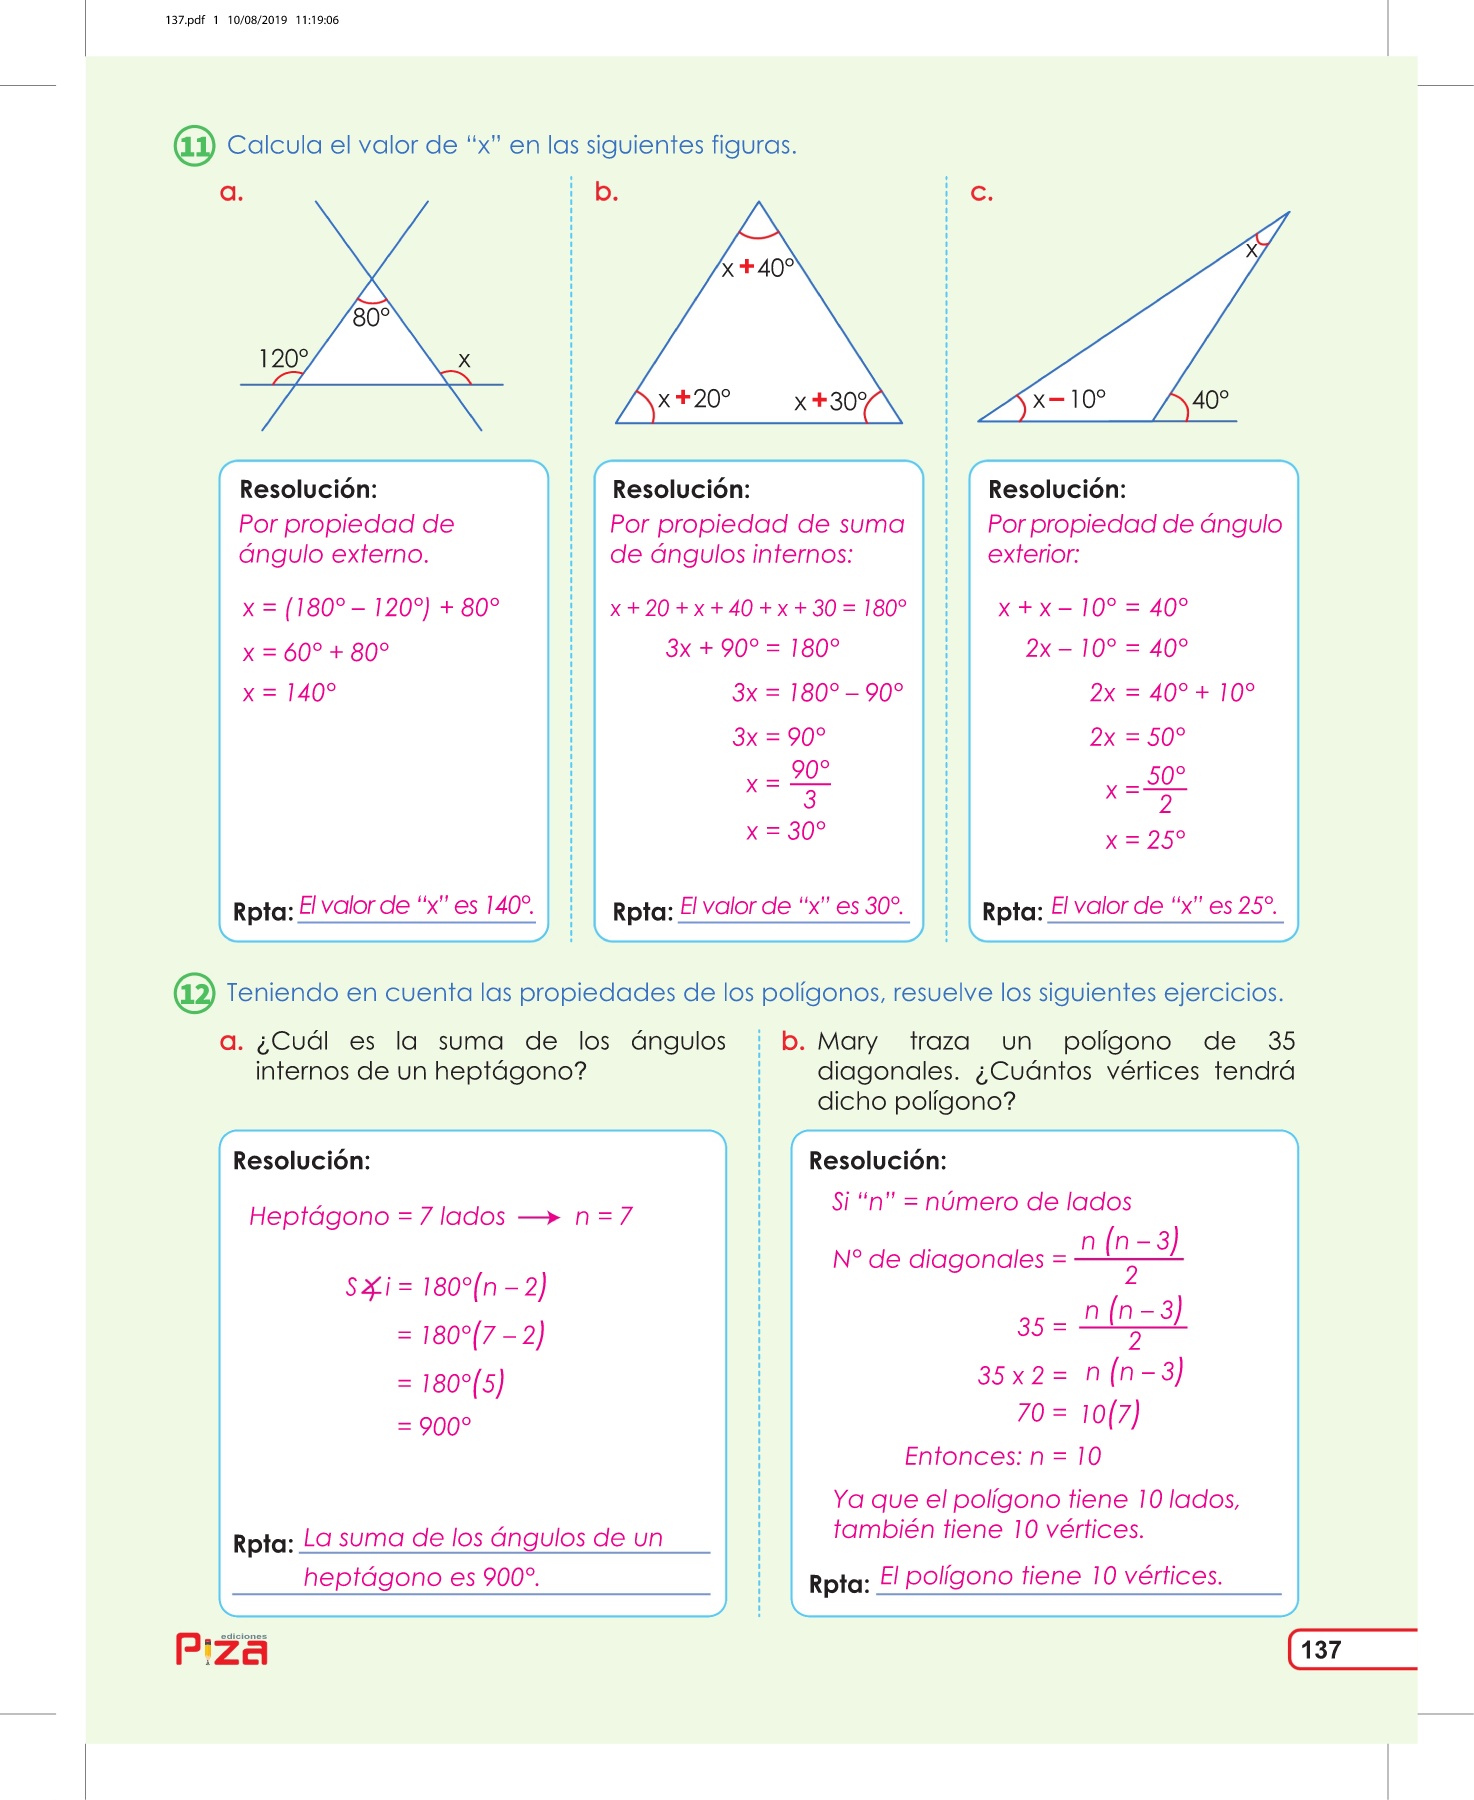 137.pdf 1 10/08/2019 11:19:06
11 Calcula el valor de “x” en las siguientes figuras.
a.
80°
120°
x
Resolución:
Por propiedad de
ángulo externo.
x = (180° – 120°) + 80°
x = 60° + 80°
x = 140°
Rpta: El valor de “x” es 140°.
b.
x + 40°
x + 20°
x + 30°
Resolución:
Por propiedad de suma
de ángulos internos:
x + 20 + x + 40 + x + 30 = 180°
3x + 90° = 180°
3x = 180° – 90°
3x = 90°
x = 90°/3
x = 30°
Rpta: El valor de “x” es 30°.
c.
x
x – 10°
40°
Resolución:
Por propiedad de ángulo
exterior:
x + x – 10° = 40°
2x – 10° = 40°
2x = 40° + 10°
2x = 50°
x = 50°/2
x = 25°
Rpta: El valor de “x” es 25°.
12 Teniendo en cuenta las propiedades de los polígonos, resuelve los siguientes ejercicios.
a. ¿Cuál es la suma de los ángulos
internos de un heptágono?
Resolución:
Heptágono = 7 lados → n = 7
S∡i = 180°(n – 2)
= 180°(7 – 2)
= 180°(5)
= 900°
Rpta: La suma de los ángulos de un
heptágono es 900°.
b. Mary traza un polígono de 35
diagonales. ¿Cuántos vértices tendrá
dicho polígono?
Resolución:
Si “n” = número de lados
N° de diagonales = n (n – 3)/2
35 = n (n – 3)/2
35 x 2 = n (n – 3)
70 = 10(7)
Entonces: n = 10
Ya que el polígono tiene 10 lados,
también tiene 10 vértices.
Rpta: El polígono tiene 10 vértices.
ediciones
Piza
137